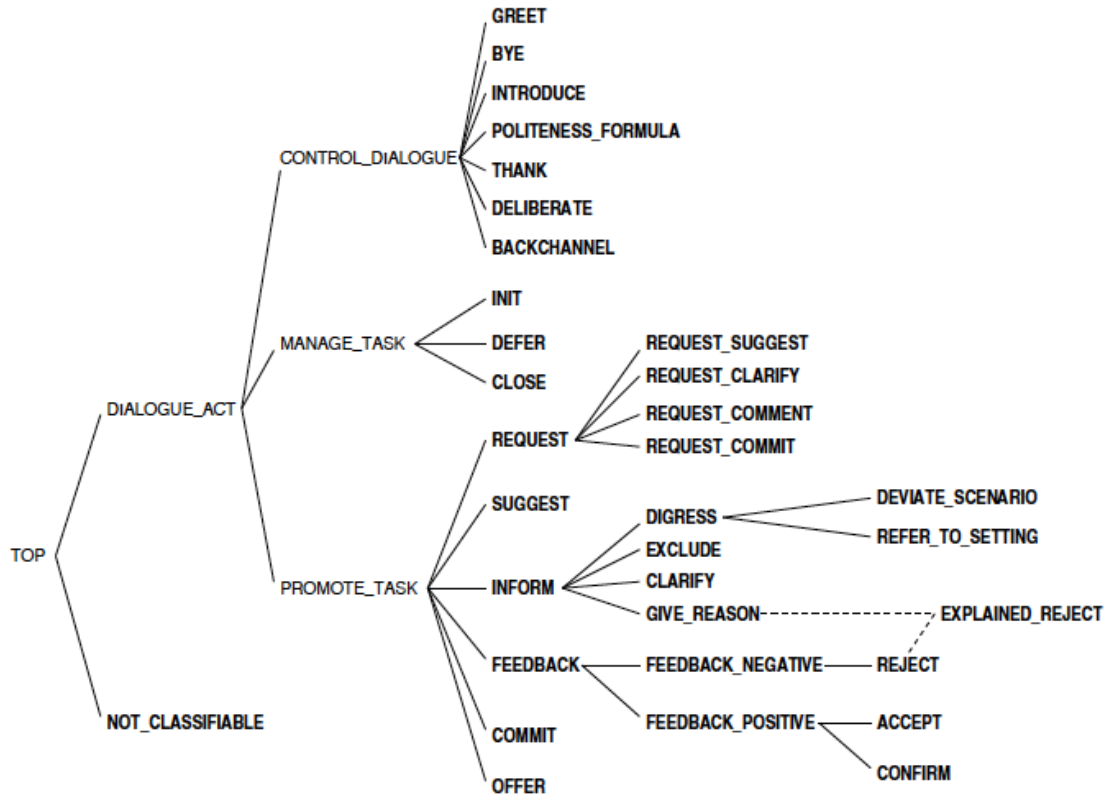 GREET
BYE
INTRODUCE
POLITENESS_FORMULA
CONTROL_DIALOGUE
THANK
DELIBERATE
BACKCHANNEL
INIT
MANAGE_TASK
DEFER
REQUEST_SUGGEST
REQUEST_CLARIFY
CLOSE
DIALOGUE_ACT
REQUEST_COMMENT
REQUEST
REQUEST_COMMIT
DEVIATE_SCENARIO
SUGGEST
DIGRESS
REFER_TO_SETTING
TOP
EXCLUDE
PROMOTE_TASK
INFORM
CLARIFY
GIVE_REASON
EXPLAINED_REJECT
FEEDBACK
FEEDBACK_NEGATIVE
REJECT
NOT_CLASSIFIABLE
FEEDBACK_POSITIVE
ACCEPT
COMMIT
CONFIRM
OFFER